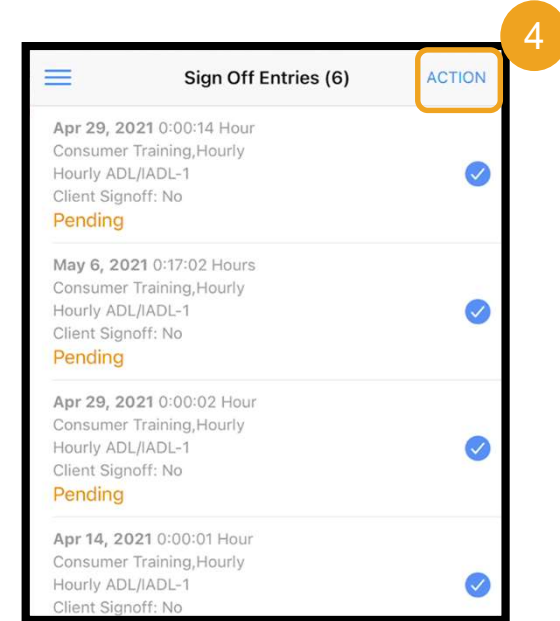 4
Sign Off Entries (6) ACTION
Apr 29, 2021 0:00:14 Hour
Consumer Training,Hourly
Hourly ADL/IADL-1
Client Signoff: No
Pending
May 6, 2021 0:17:02 Hours
Consumer Training,Hourly
Hourly ADL/IADL-1
Client Signoff: No
Pending
Apr 29, 2021 0:00:02 Hour
Consumer Training,Hourly
Hourly ADL/IADL-1
Client Signoff: No
Pending
Apr 14, 2021 0:00:01 Hour
Consumer Training,Hourly
Hourly ADL/IADL-1
Client Signoff: No